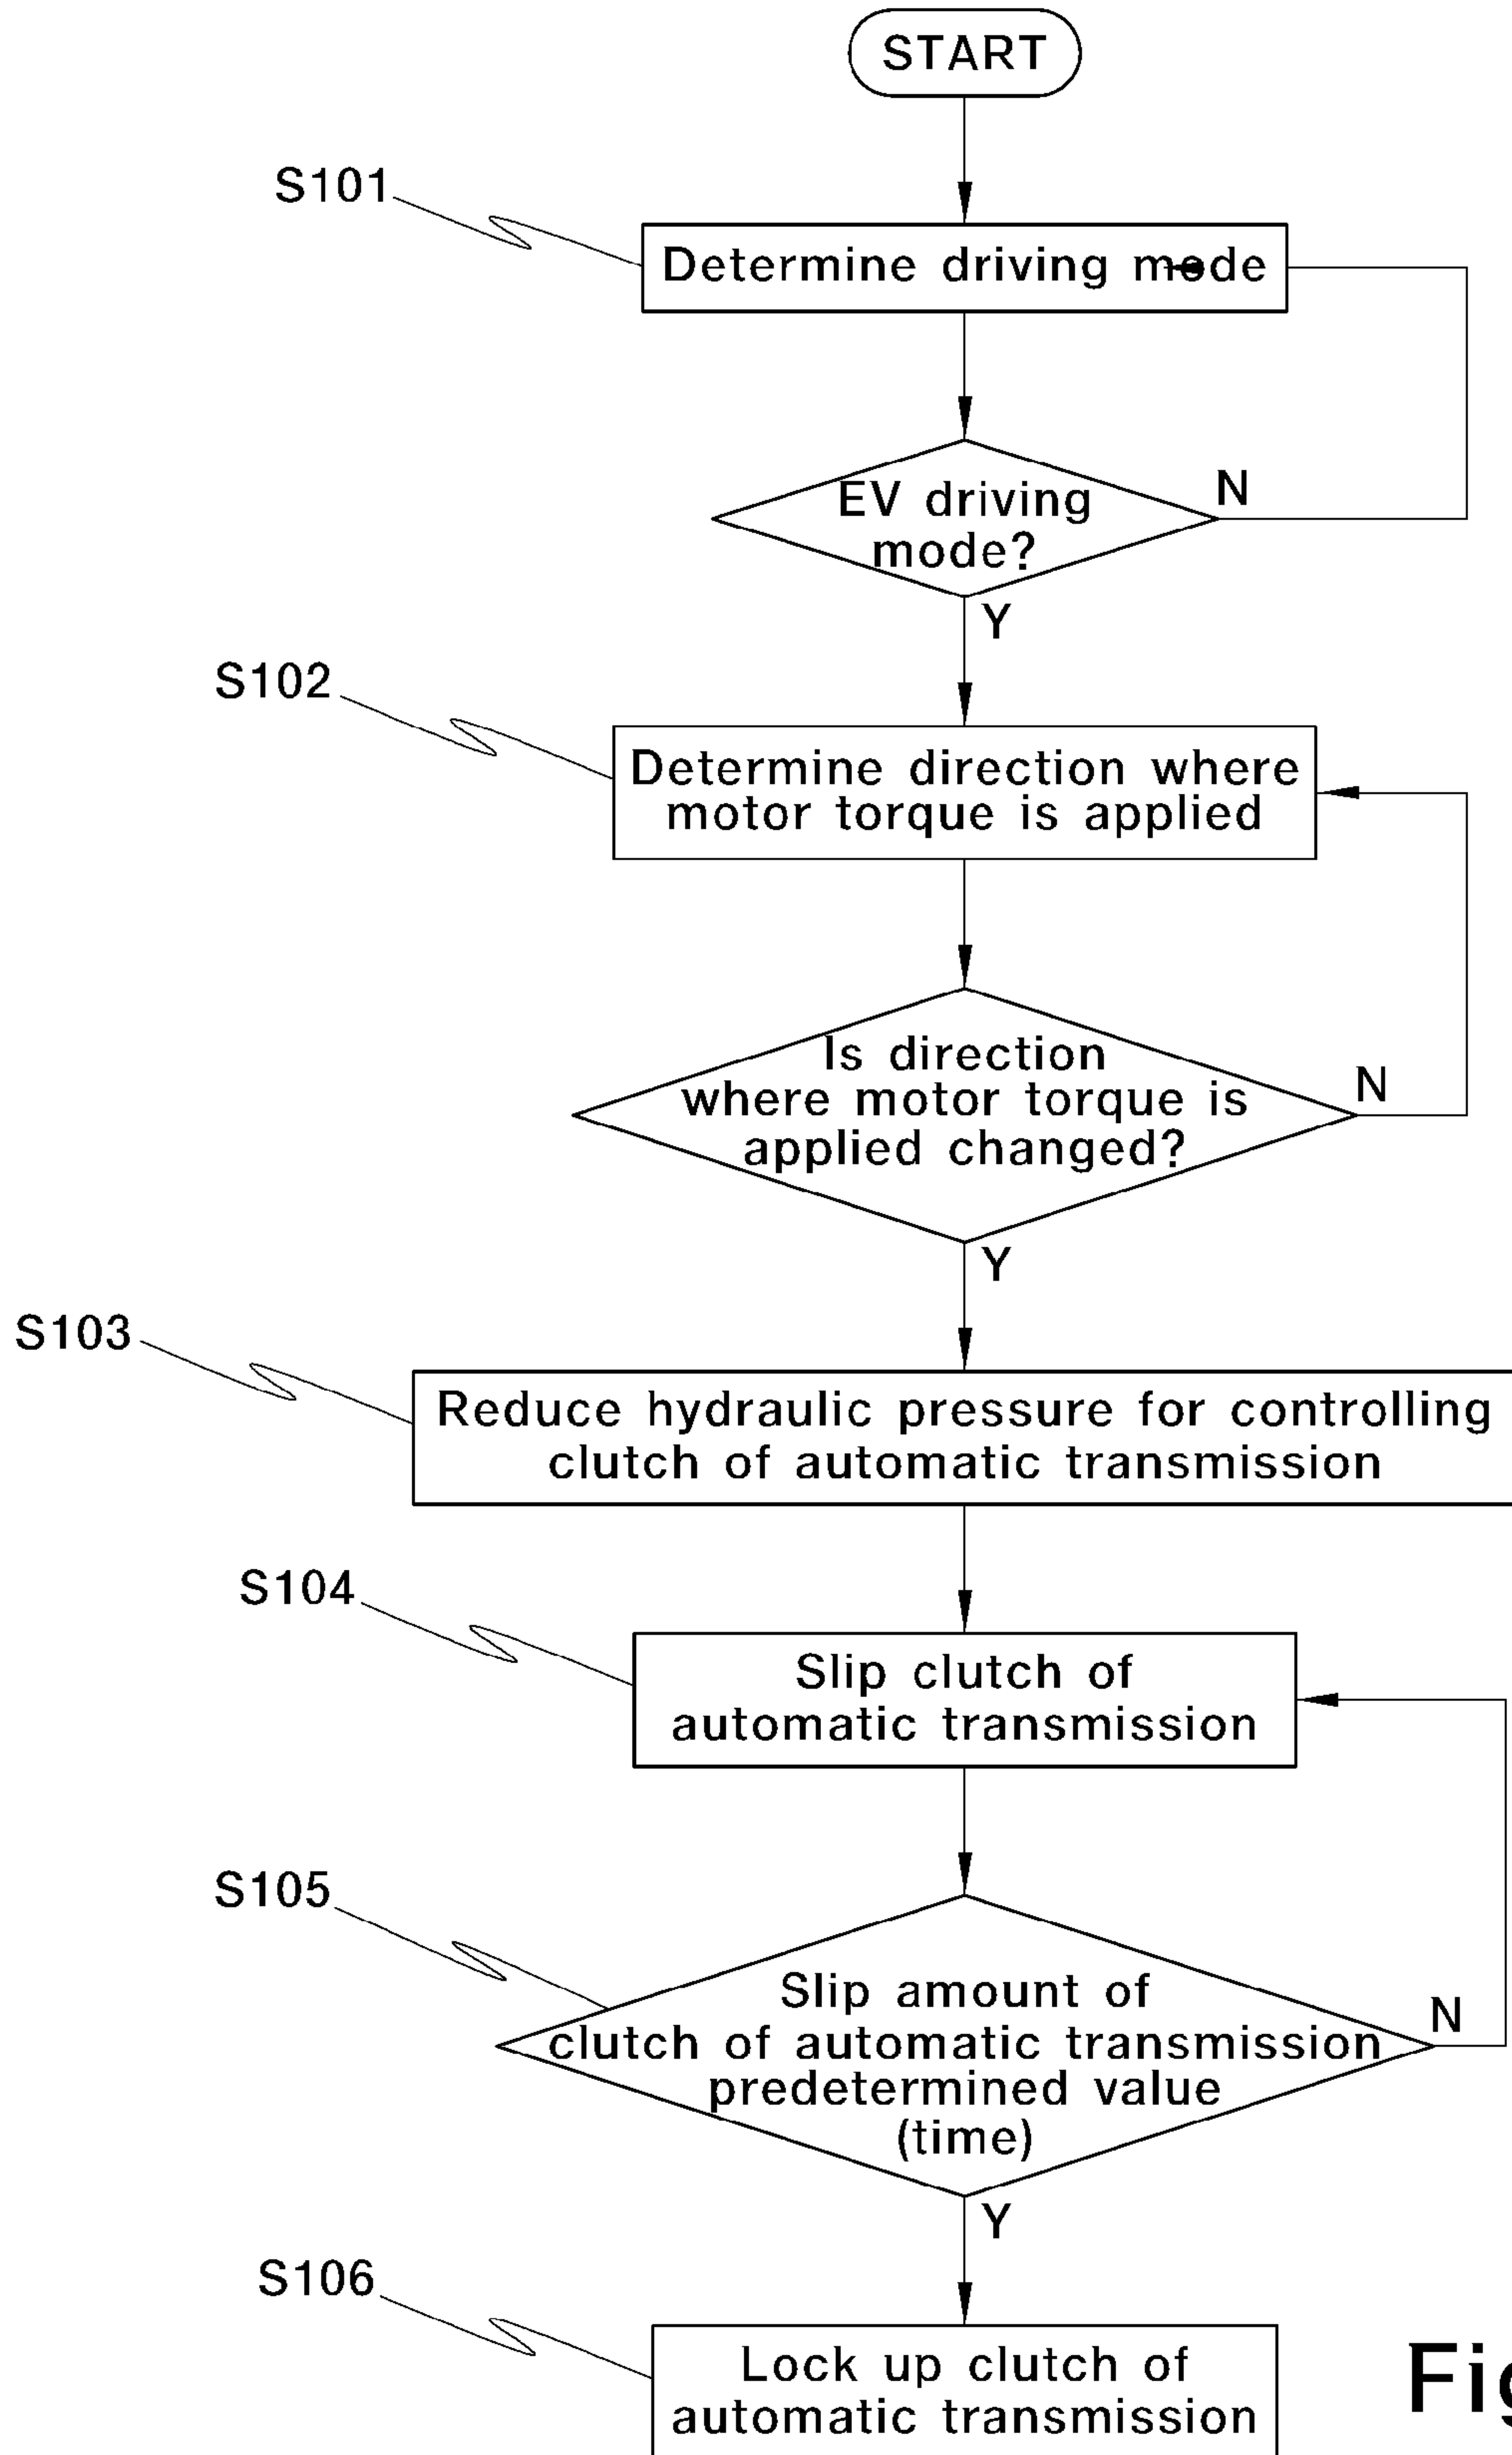 START
S101
Determine driving mode
EV driving
mode?
N
Y
S102
Determine direction where
motor torque is applied
Is direction
where motor torque is
applied changed?
N
Y
S103
Reduce hydraulic pressure for controlling
clutch of automatic transmission
S104
Slip clutch of
automatic transmission
S105
Slip amount of
clutch of automatic transmission
predetermined value
(time)
N
Y
S106
Lock up clutch of
automatic transmission